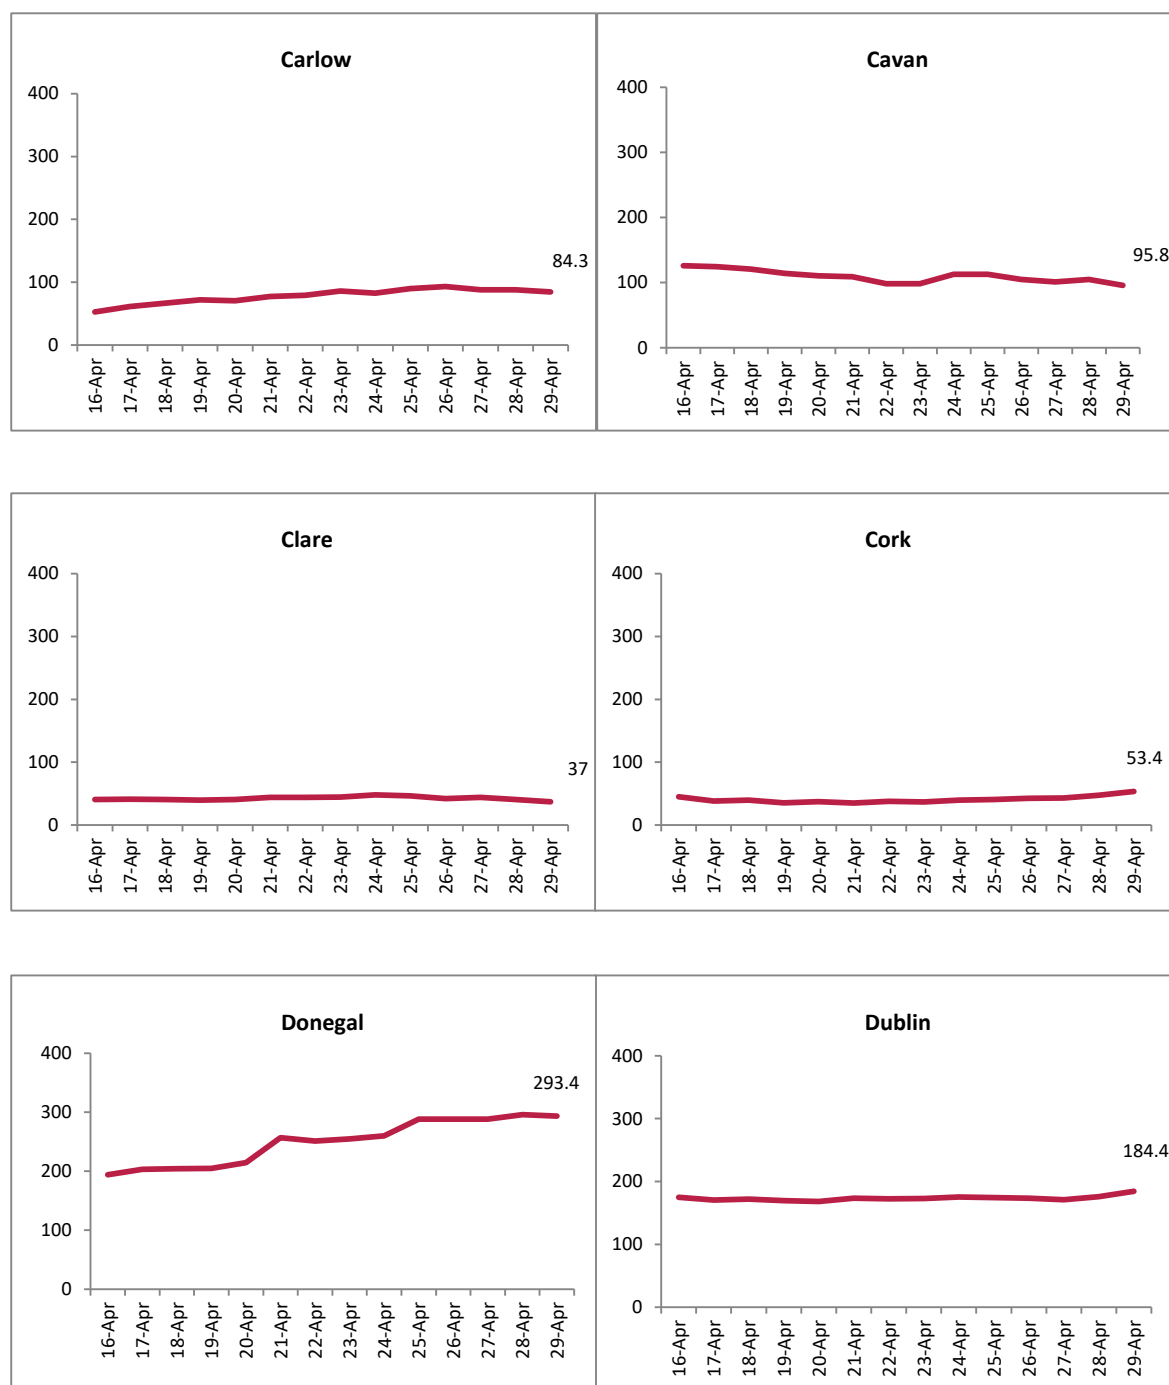 Carlow
400
300
200
100
0
84.3
16-Apr
17-Apr
18-Apr
19-Apr
20-Apr
21-Apr
22-Apr
23-Apr
24-Apr
25-Apr
26-Apr
27-Apr
28-Apr
29-Apr
Cavan
400
300
200
100
0
95.8
16-Apr
17-Apr
18-Apr
19-Apr
20-Apr
21-Apr
22-Apr
23-Apr
24-Apr
25-Apr
26-Apr
27-Apr
28-Apr
29-Apr
Clare
400
300
200
100
0
37
16-Apr
17-Apr
18-Apr
19-Apr
20-Apr
21-Apr
22-Apr
23-Apr
24-Apr
25-Apr
26-Apr
27-Apr
28-Apr
29-Apr
Cork
400
300
200
100
0
53.4
16-Apr
17-Apr
18-Apr
19-Apr
20-Apr
21-Apr
22-Apr
23-Apr
24-Apr
25-Apr
26-Apr
27-Apr
28-Apr
29-Apr
Donegal
400
300
200
100
0
293.4
16-Apr
17-Apr
18-Apr
19-Apr
20-Apr
21-Apr
22-Apr
23-Apr
24-Apr
25-Apr
26-Apr
27-Apr
28-Apr
29-Apr
Dublin
400
300
200
100
0
184.4
16-Apr
17-Apr
18-Apr
19-Apr
20-Apr
21-Apr
22-Apr
23-Apr
24-Apr
25-Apr
26-Apr
27-Apr
28-Apr
29-Apr